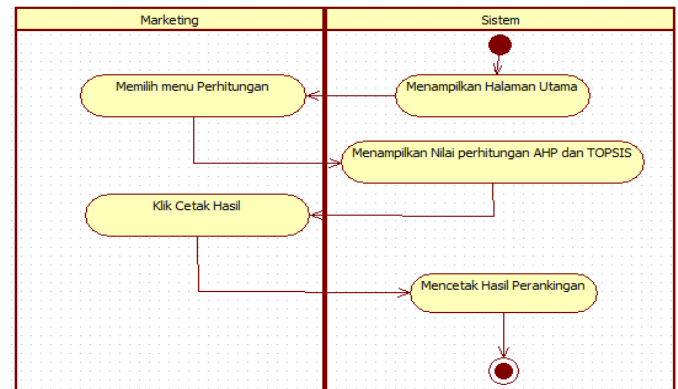 Marketing
Sistem
Menampilkan Halaman Utama
Memilih menu Perhitungan
Menampilkan Nilai perhitungan AHP dan TOPSIS
Klik Cetak Hasil
Mencetak Hasil Perankingan